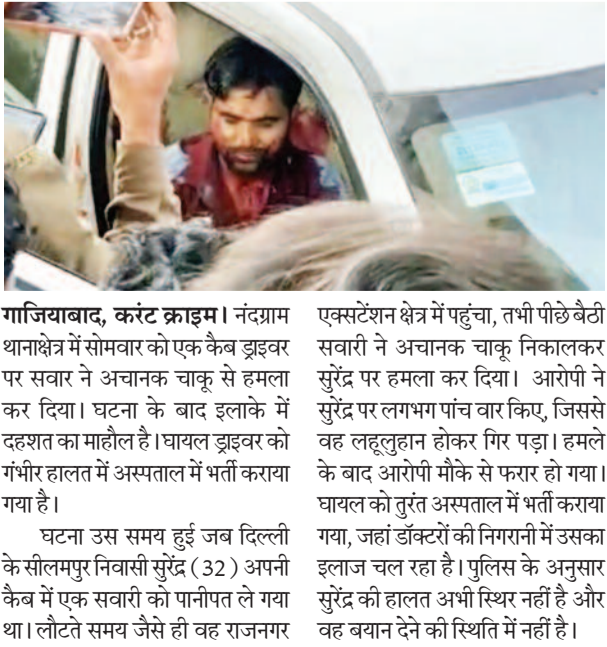 गाजियाबाद, करंट क्राइम। नंदग्राम
थानाक्षेत्र में सोमवार को एक कैब ड्राइवर
पर सवार ने अचानक चाकू से हमला
कर दिया। घटना के बाद इलाके में
दहशत का माहौल है। घायल ड्राइवर को
गंभीर हालत में अस्पताल में भर्ती कराया
गया है।
घटना उस समय हुई जब दिल्ली
के सीलमपुर निवासी सुरेंद्र (32) अपनी
कैब में एक सवारी को पानीपत ले गया
था। लौटते समय जैसे ही वह राजनगर
एक्सटेंशन क्षेत्र में पहुंचा, तभी पीछे बैठी
सवारी ने अचानक चाकू निकालकर
सुरेंद्र पर हमला कर दिया। आरोपी ने
सुरेंद्र पर लगभग पांच वार किए, जिससे
वह लहूलुहान होकर गिर पड़ा। हमले
के बाद आरोपी मौके से फरार हो गया।
घायल को तुरंत अस्पताल में भर्ती कराया
गया, जहां डॉक्टरों की निगरानी में उसका
इलाज चल रहा है। पुलिस के अनुसार
सुरेंद्र की हालत अभी स्थिर नहीं है और
वह बयान देने की स्थिति में नहीं है।